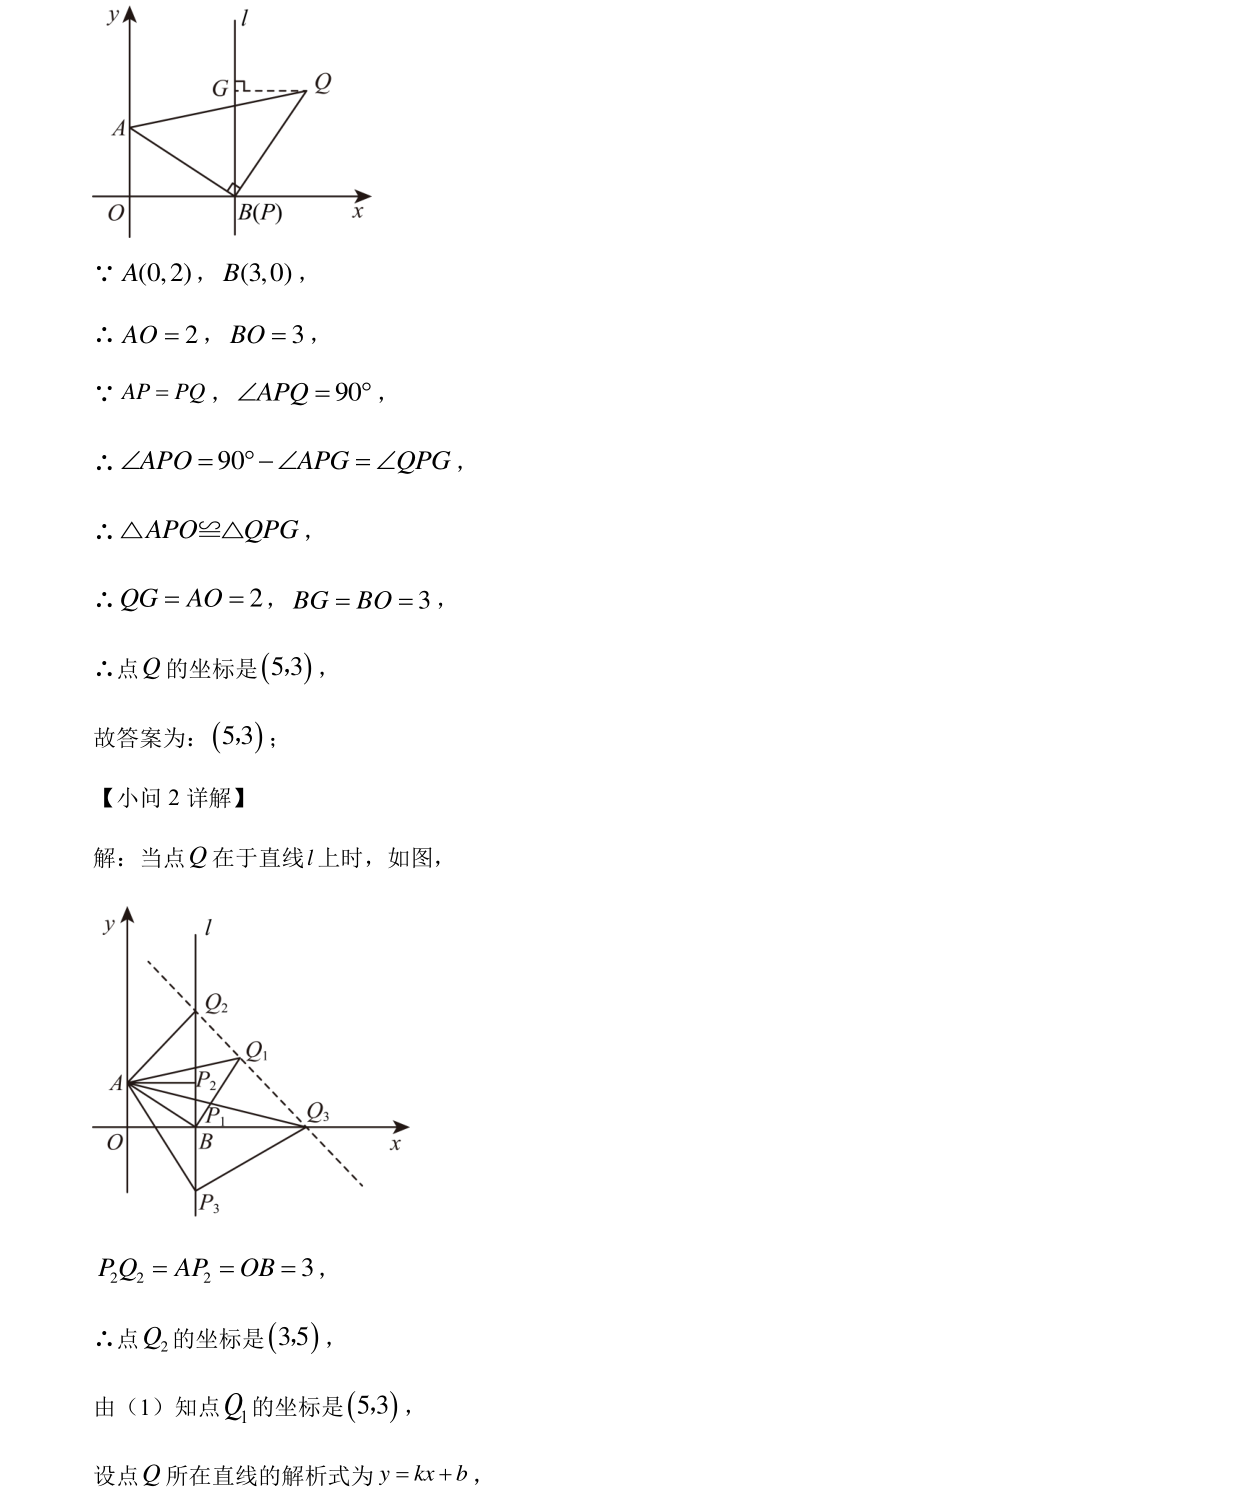 y
l
G
Q
A
O
B(P)
x
∵A(0,2)，B(3,0)，
∴AO=2，BO=3，
∵AP=PQ，∠APQ=90°，
∴∠APO=90°−∠APG=∠QPG，
∴△APO≌△QPG，
∴QG=AO=2，BG=BO=3，
∴点Q的坐标是(5,3)，
故答案为：(5,3)；
【小问 2 详解】
解：当点Q在于直线l上时，如图，
y
l
Q₂
Q₁
A
P₂
P₁
Q₃
O
B
x
P₃
P₂Q₂=AP₂=OB=3，
∴点Q₂的坐标是(3,5)，
由（1）知点Q₁的坐标是(5,3)，
设点Q所在直线的解析式为y=kx+b，